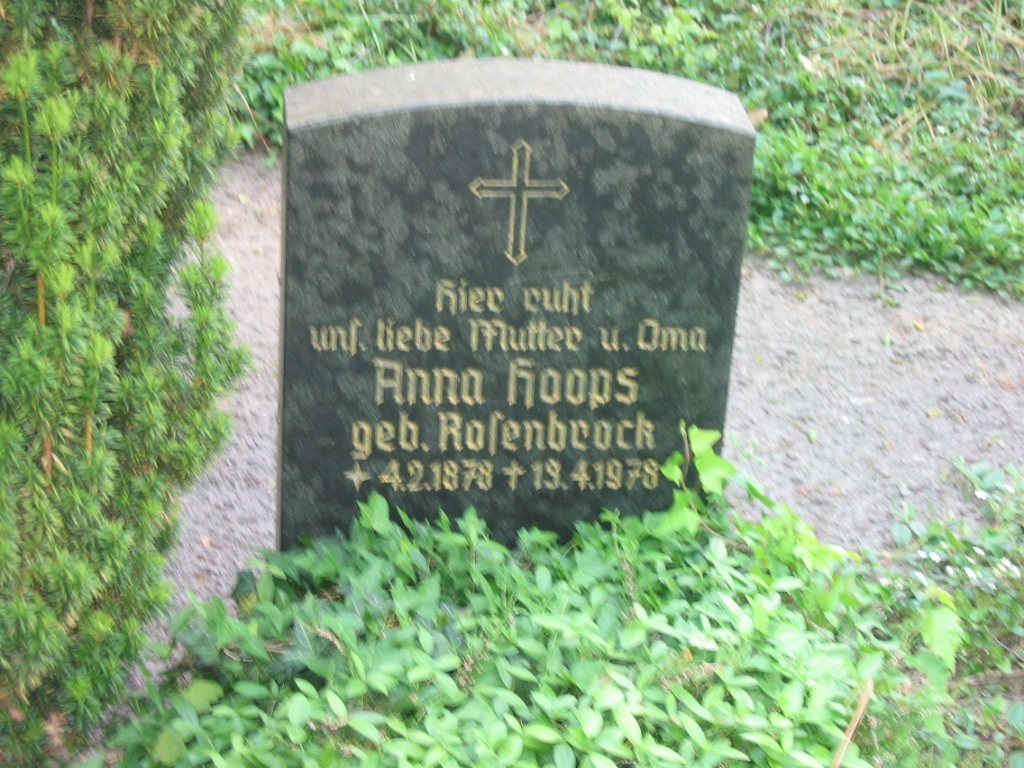 Hier ruht
unſ. liebe Mutter u. Oma
Anna Hoops
geb. Roſenbrock
+ 4.2.1878 + 13.4.1978